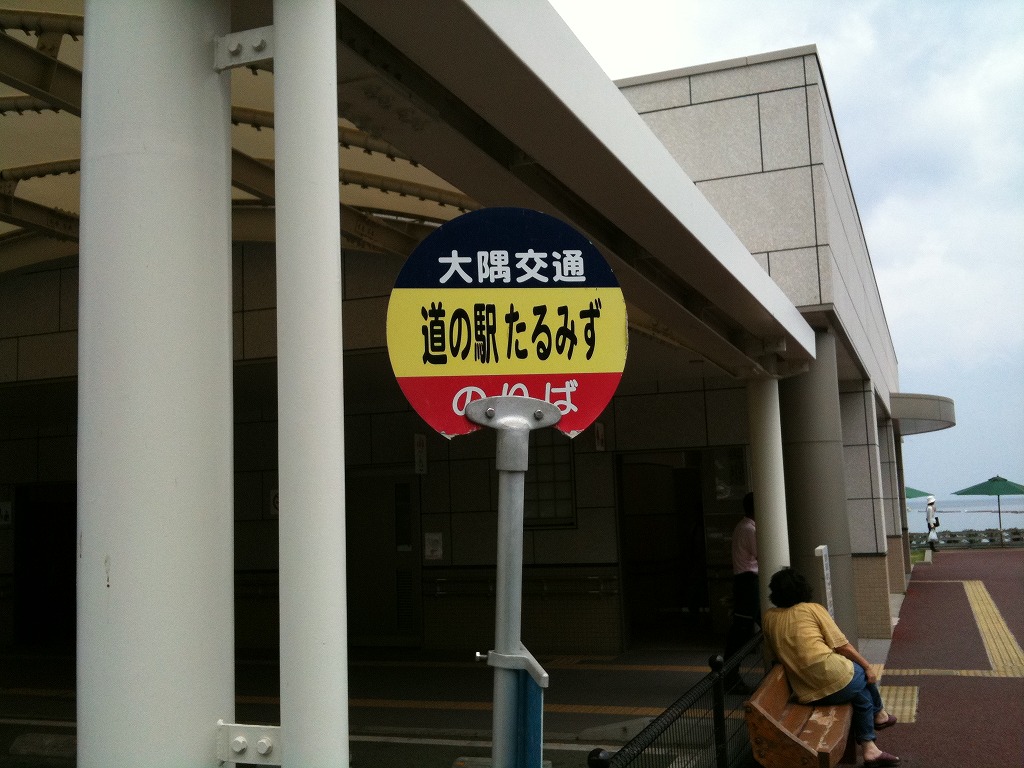 大隅交通
道の駅 たるみず
のりば